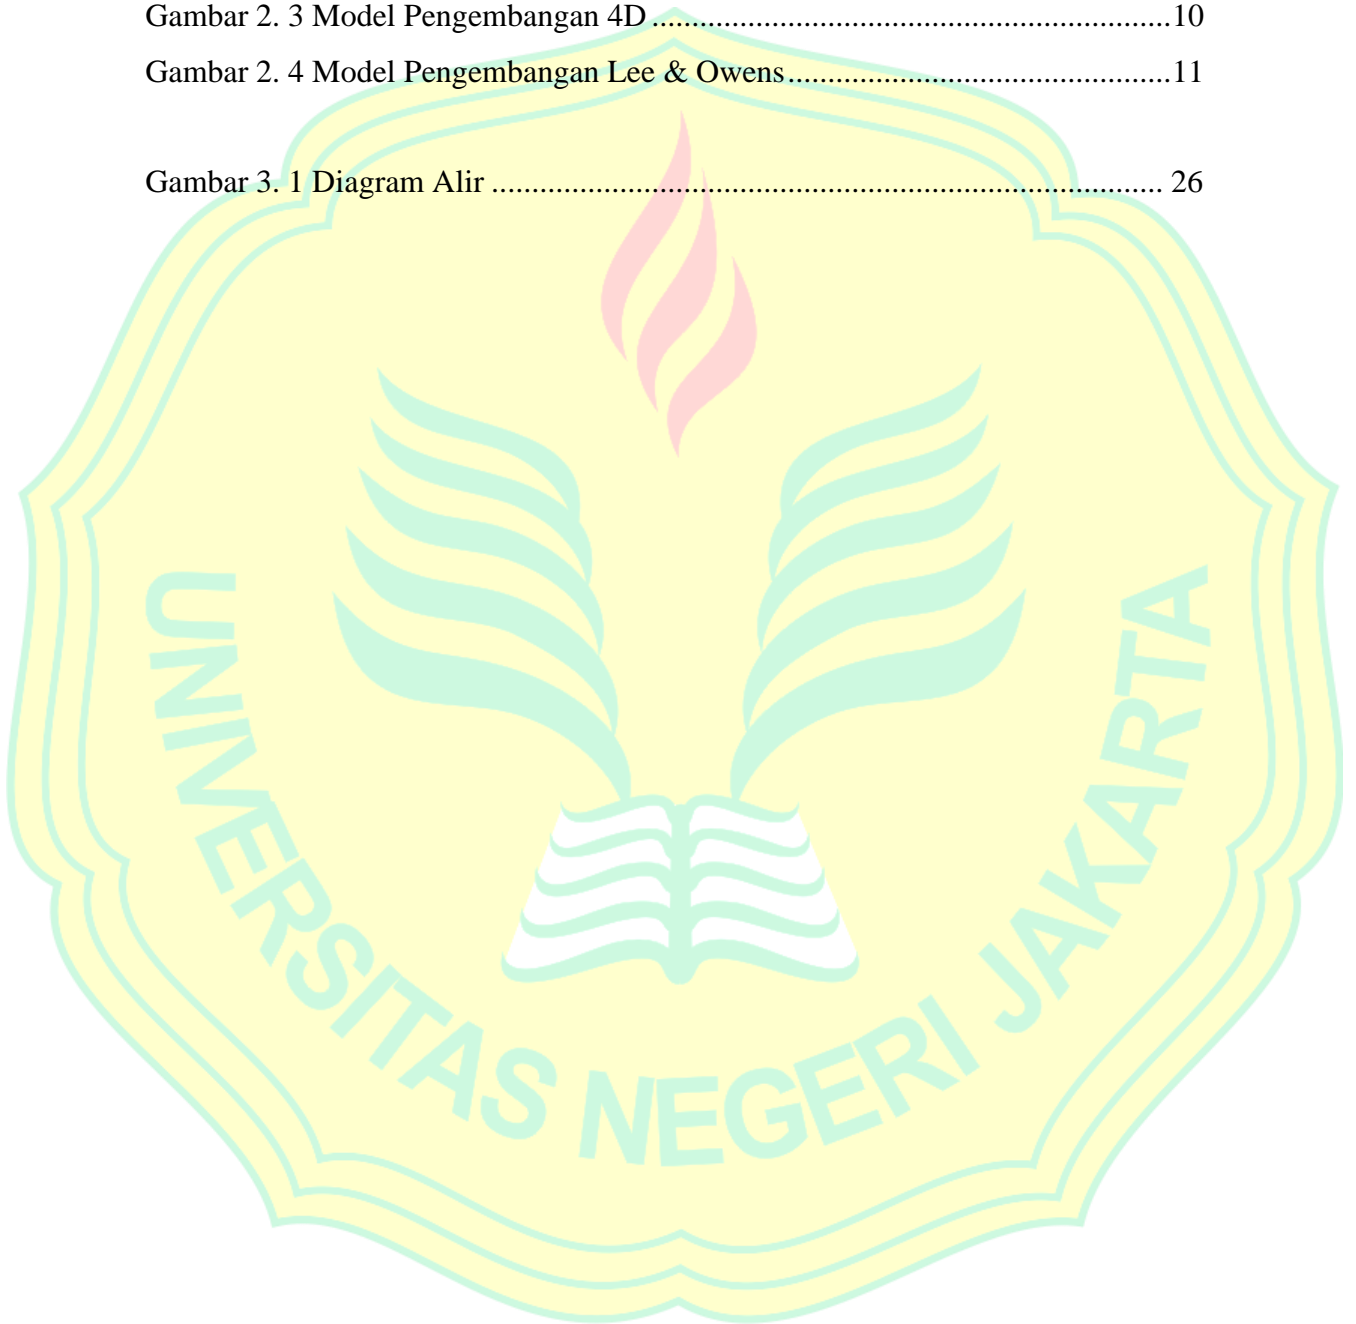 Gambar 2. 3 Model Pengembangan 4D ................................................................10
Gambar 2. 4 Model Pengembangan Lee & Owens...............................................11
Gambar 3. 1 Diagram Alir ................................................................................... 26
UNIVERSITAS NEGERI JAKARTA